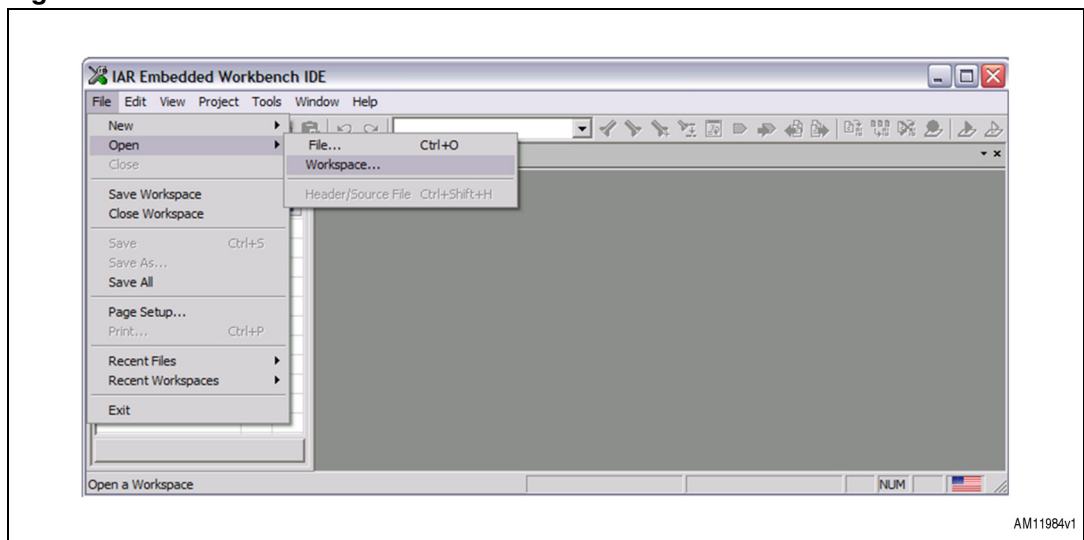 IAR Embedded Workbench IDE
File Edit View Project Tools Window Help
New
Open
Close
Save Workspace
Close Workspace
Save Ctrl+S
Save As...
Save All
Page Setup...
Print... Ctrl+P
Recent Files
Recent Workspaces
Exit
File... Ctrl+O
Workspace...
Header/Source File Ctrl+Shift+H
Open a Workspace
NUM
AM11984v1